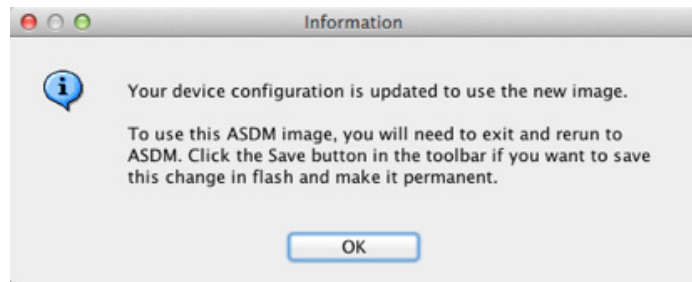 Information
Your device configuration is updated to use the new image.
To use this ASDM image, you will need to exit and rerun to
ASDM. Click the Save button in the toolbar if you want to save
this change in flash and make it permanent.
OK